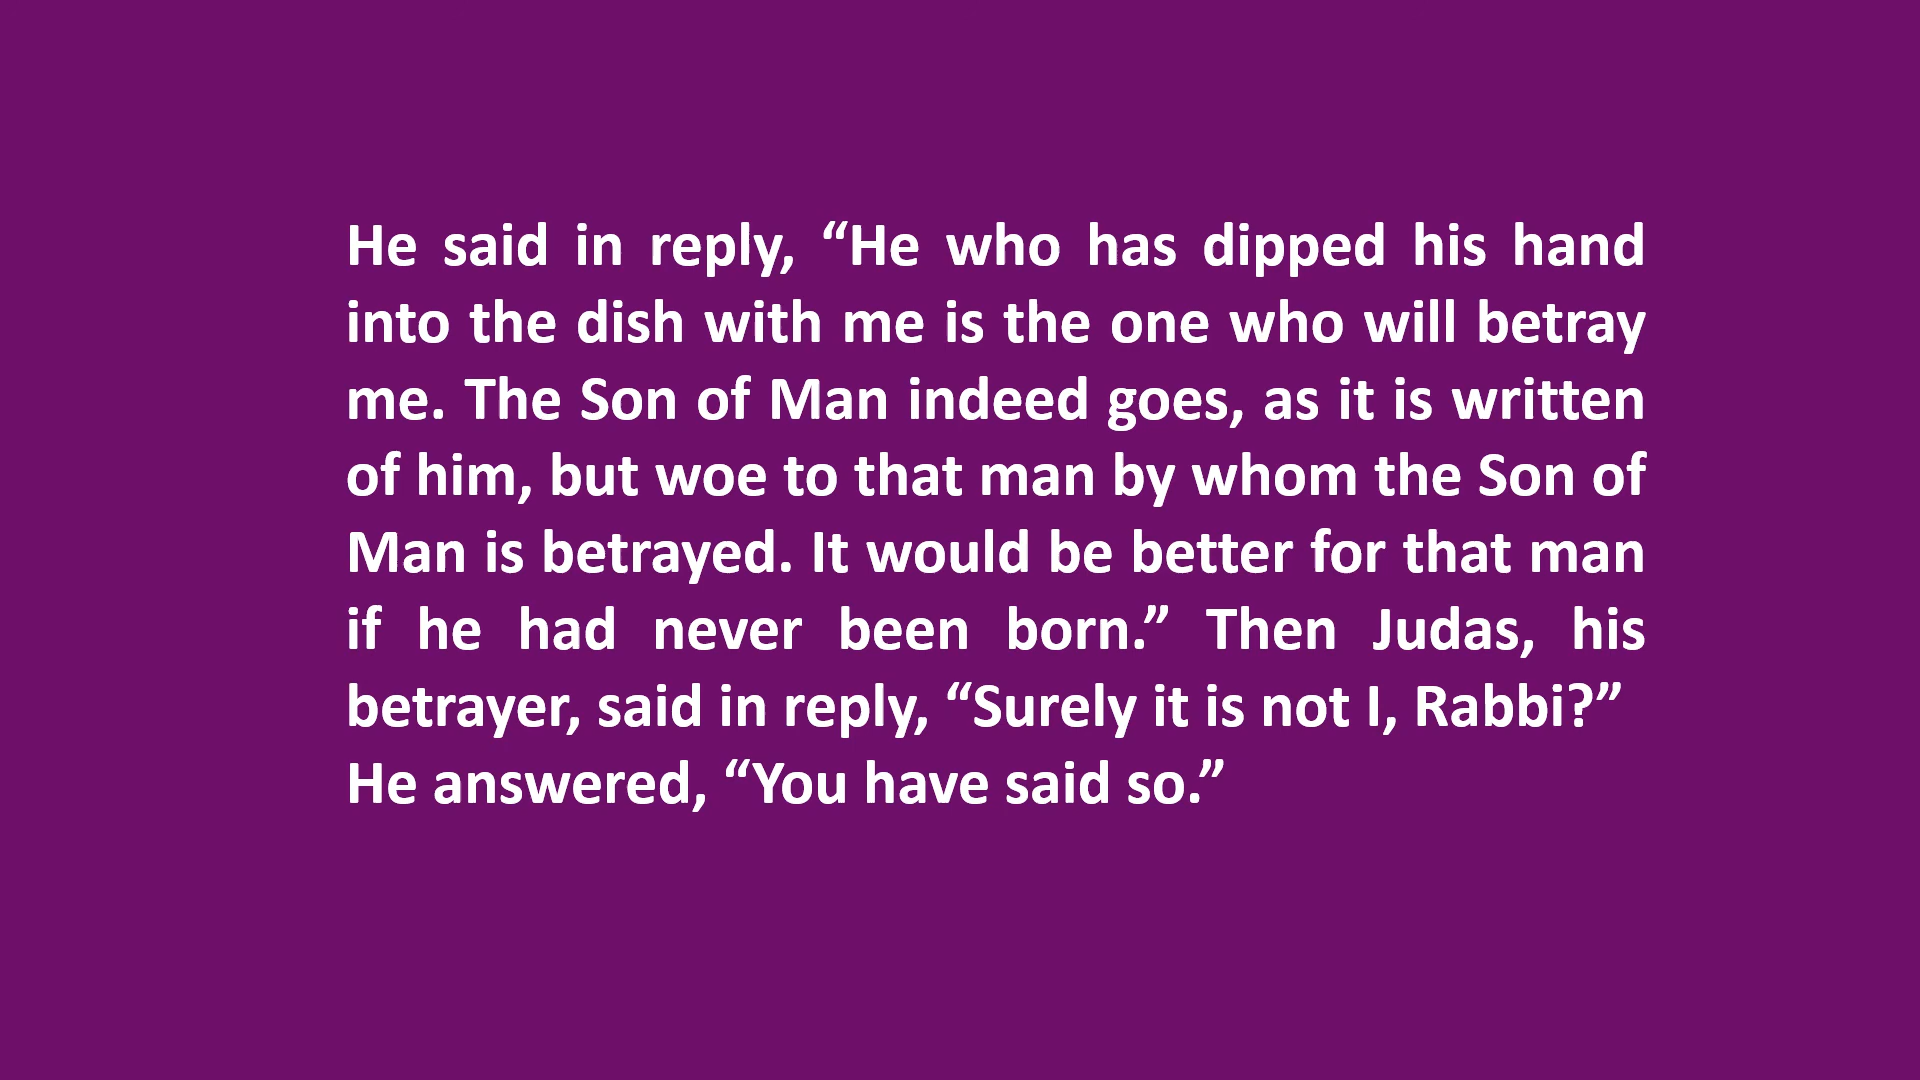 He said in reply, “He who has dipped his hand
into the dish with me is the one who will betray
me. The Son of Man indeed goes, as it is written
of him, but woe to that man by whom the Son of
Man is betrayed. It would be better for that man
if he had never been born.” Then Judas, his
betrayer, said in reply, “Surely it is not I, Rabbi?”
He answered, “You have said so.”